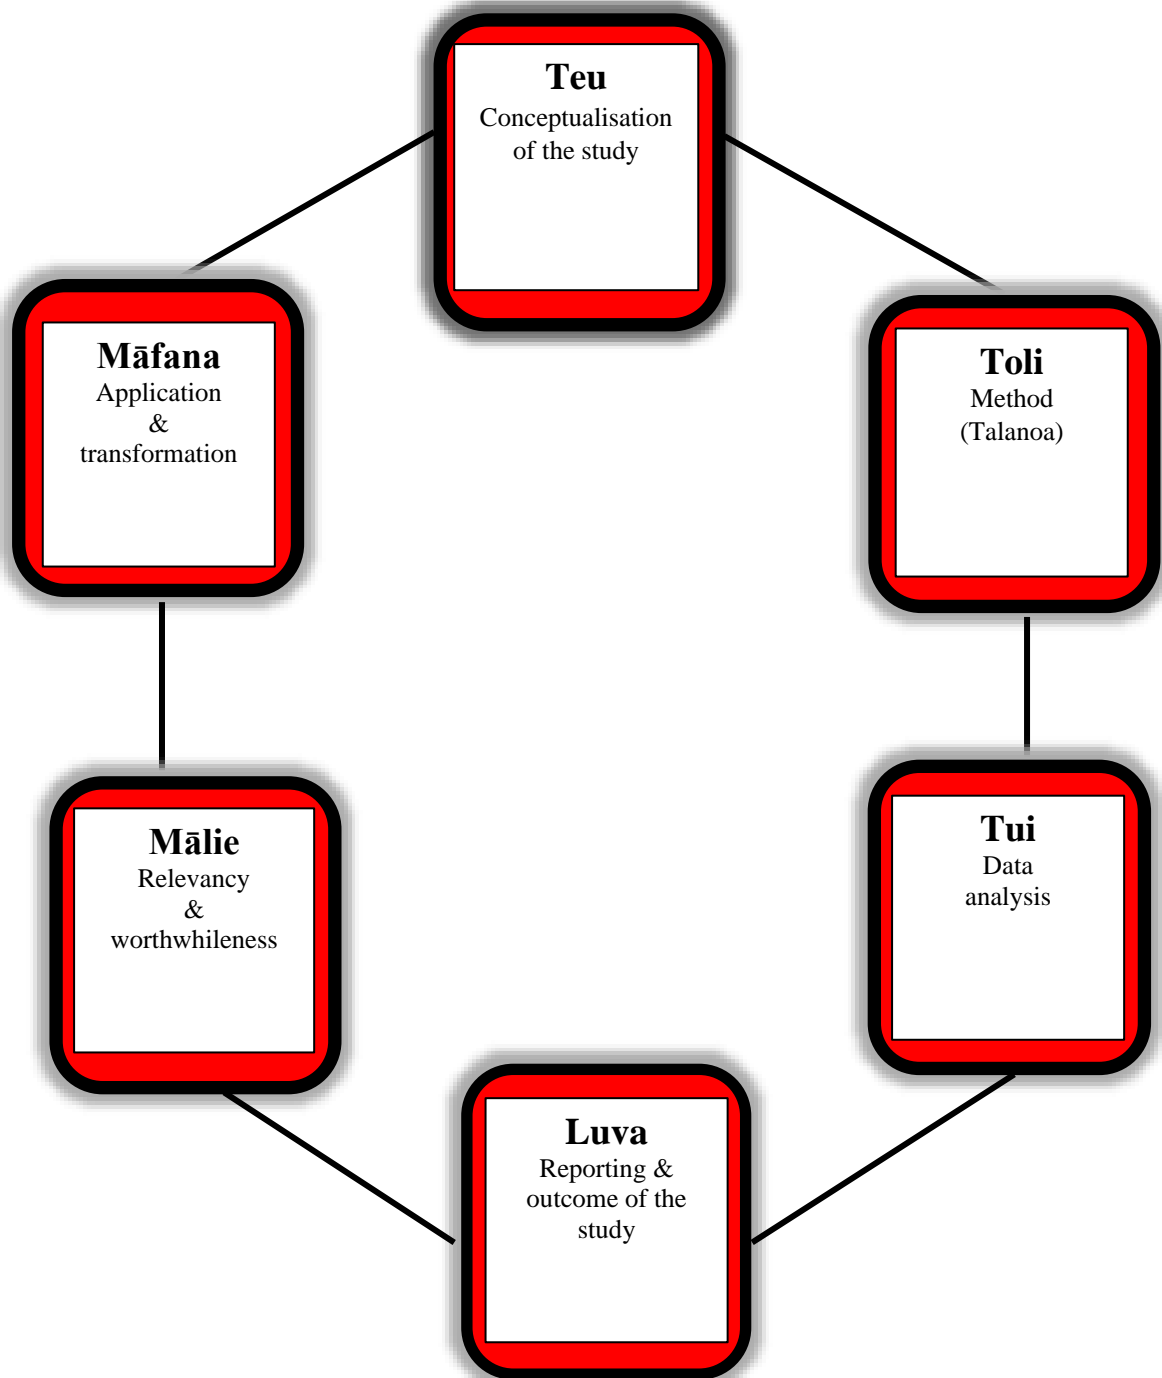 Teu
Conceptualisation
of the study
Toli
Method
(Talanoa)
Tui
Data
analysis
Luva
Reporting &
outcome of the
study
Mālie
Relevancy
&
worthwhileness
Māfana
Application
&
transformation